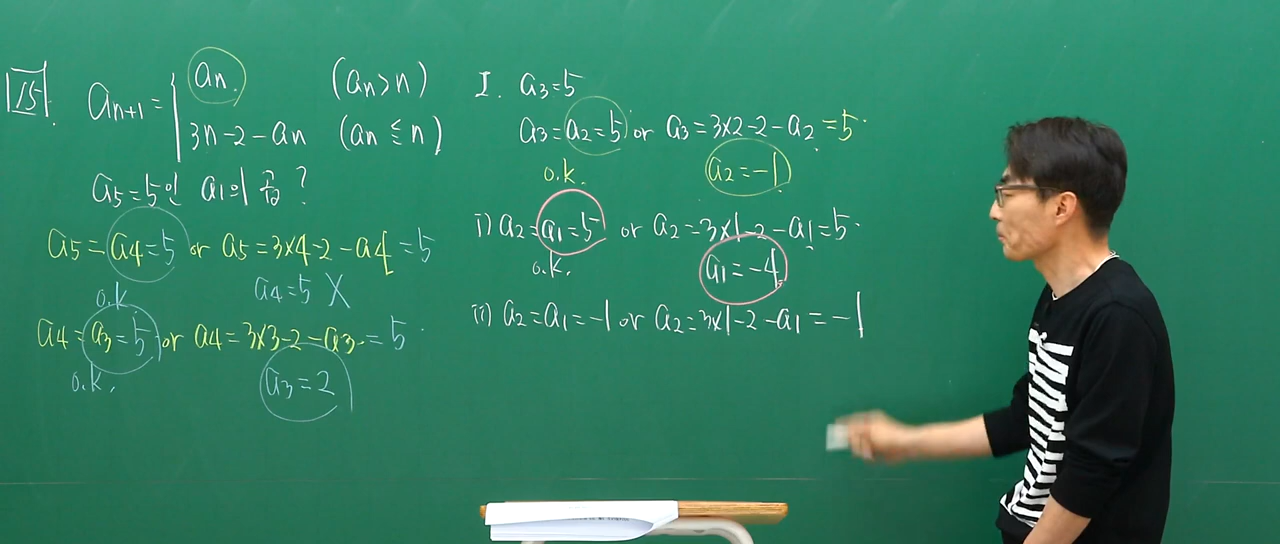 15.
an+1 = { an. (an>n)
3n-2-an (an≤n)
a5=5인 a1의 곱?
a5=a4=5 or a5=3×4-2-a4=5
o.k. a4=5 X
a4=a3=5 or a4=3×3-2-a3=5
o.k. a3=2
I. a3=5
a3=a2=5 or a3=3×2-2-a2=5
o.k. a2=-1
i) a2=a1=5 or a2=3×1-2-a1=5
o.k. a1=-4
ii) a2=a1=-1 or a2=3×1-2-a1=-1